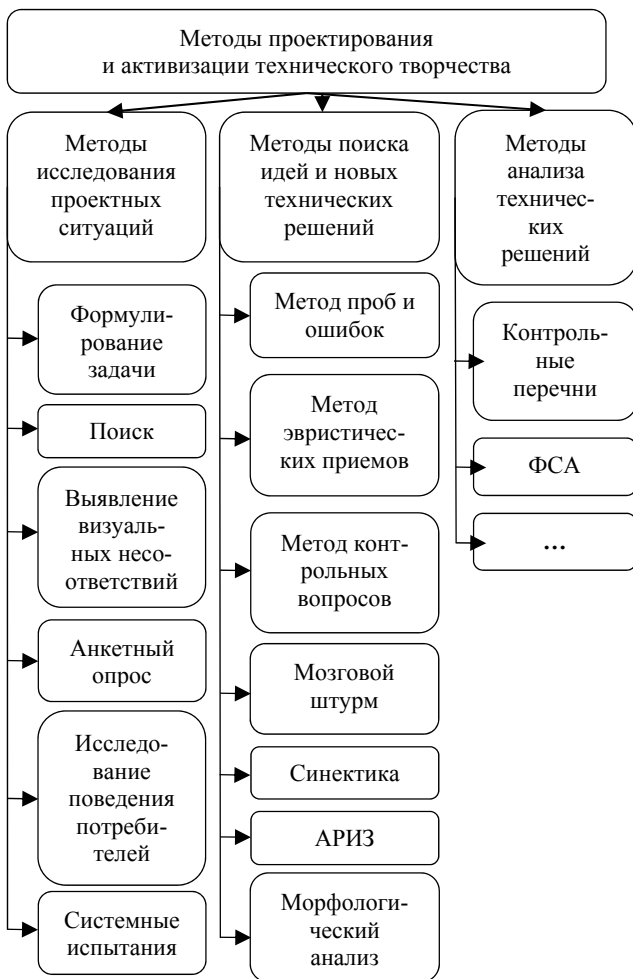 Методы проектирования
и активизации технического творчества
Методы
исследования
проектных
ситуаций
Формули-
рование
задачи
Поиск
Выявление
визуаль-
ных несо-
ответствий
Анкетный
опрос
Исследо-
вание
поведения
потреби-
телей
Системные
испытания
Методы поиска
идей и новых
технических
решений
Метод проб и
ошибок
Метод
эвристичес-
ких приемов
Метод конт-
рольных
вопросов
Мозговой
штурм
Синектика
АРИЗ
Морфологи-
ческий
анализ
Методы
анализа
техничес-
ких
решений
Контроль-
ные
перечни
ФСА
...